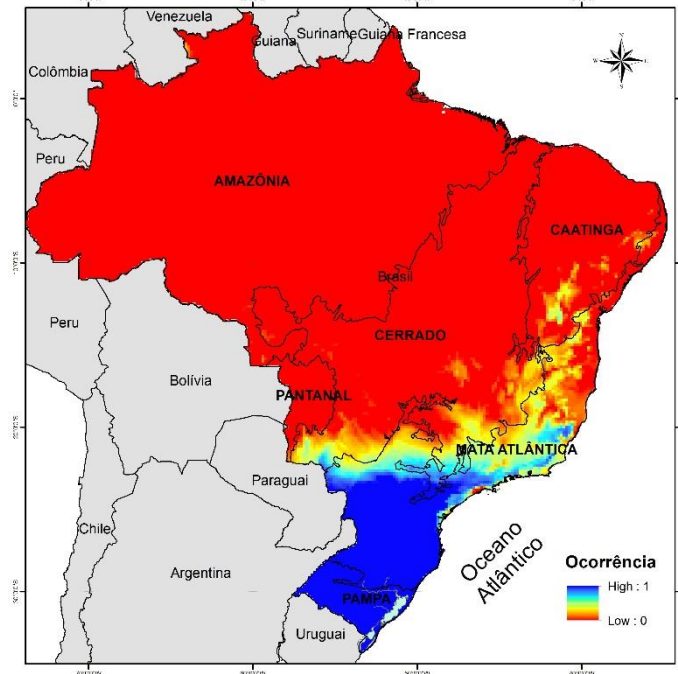 Venezuela
Guiana
Suriname
Guiana Francesa
Colômbia
Peru
AMAZÔNIA
CAATINGA
Brasil
Peru
CERRADO
Bolívia
PANTANAL
MATA ATLÂNTICA
Paraguai
Chile
Argentina
Oceano
Atlântico
PAMPA
Uruguai
Ocorrência
High : 1
Low : 0